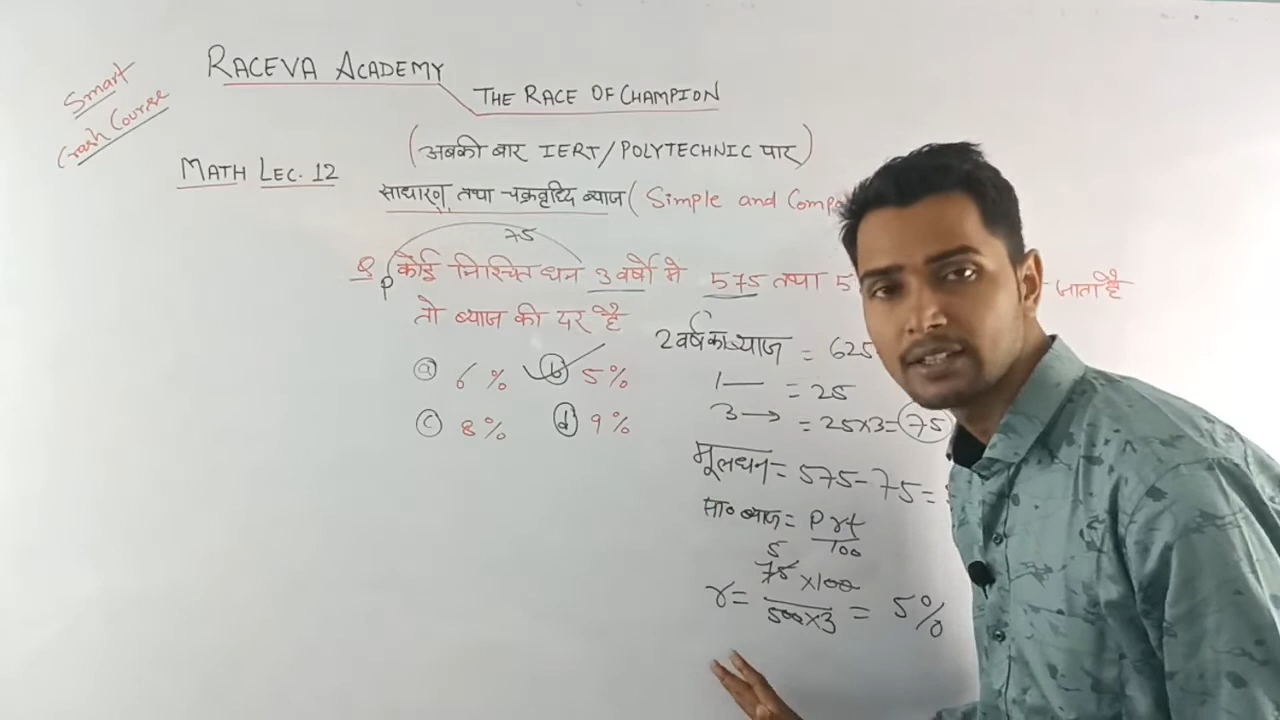 Smart
Crash Course
RACEVA ACADEMY
THE RACE OF CHAMPION
(अबकी बार IERT/POLYTECHNIC पार)
MATH LEC. 12
साधारण तथा चक्रवृद्धि ब्याज (Simple and Comp
75
Q कोई निश्चित धन 3 वर्षो मे 575 तथा 5 जाता है
P
तो ब्याज की दर है
(a) 6 % (b) 5%
(c) 8% (d) 9%
2 वर्ष का ब्याज = 625
1— = 25
3→ = 25×3= 75
मूलधन = 575-75=
सा० ब्याज = Prt
100
5
r= 75×100
500×3 = 5%